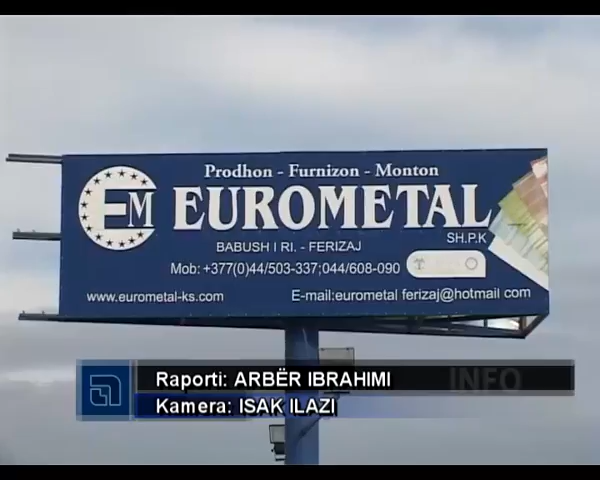 Prodhon - Furnizon - Monton
EM EUROMETAL
SH.P.K
BABUSH I RI. - FERIZAJ
Mob: +377(0)44/503-337;044/608-090
www.eurometal-ks.com
E-mail:eurometal ferizaj@hotmail com
Raporti: ARBËR IBRAHIMI
INFO
Kamera: ISAK ILAZI